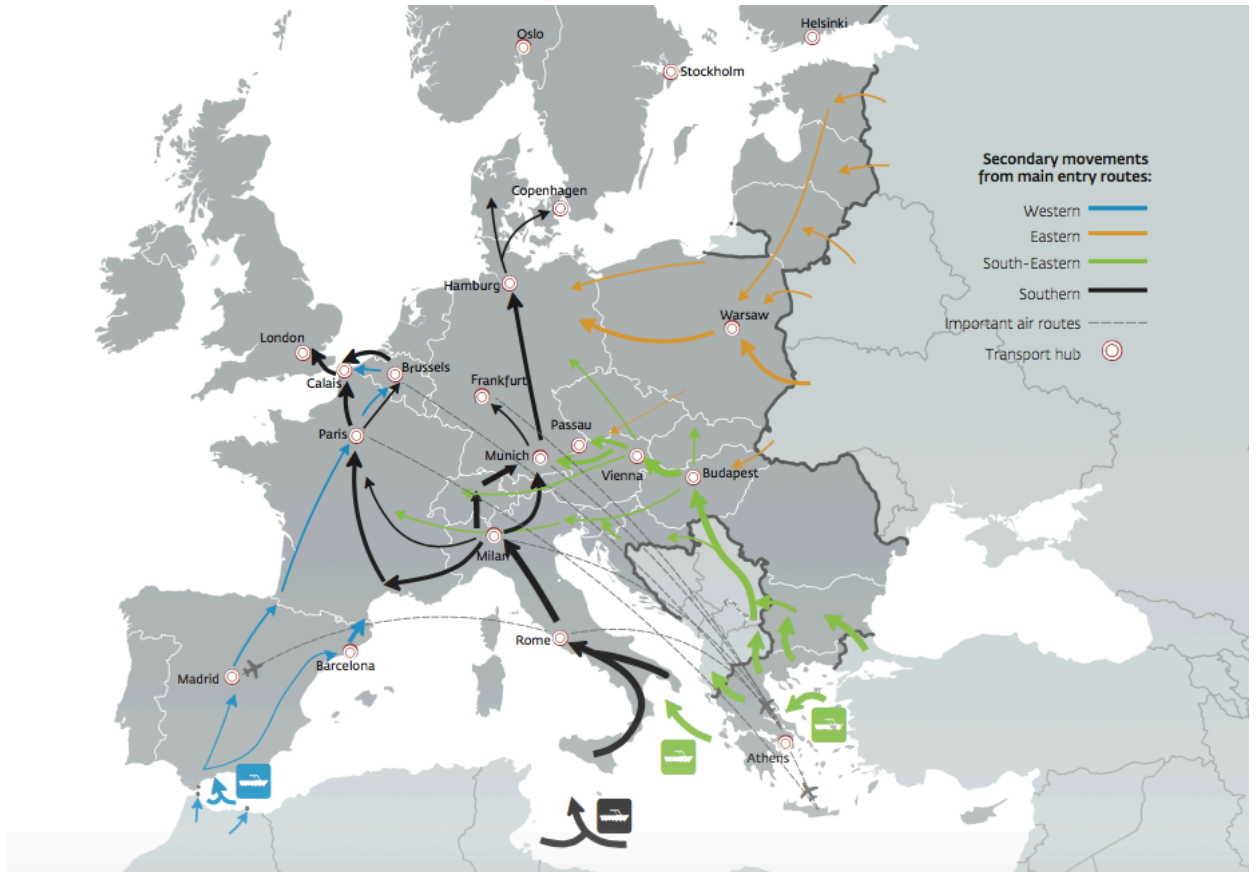 Helsinki
Oslo
Stockholm
Secondary movements
from main entry routes:
Western
Eastern
South-Eastern
Southern
Important air routes
Transport hub
Copenhagen
Hamburg
Warsaw
London
Calais
Brussels
Frankfurt
Paris
Passau
Munich
Vienna
Budapest
Milan
Rome
Barcelona
Madrid
Athens